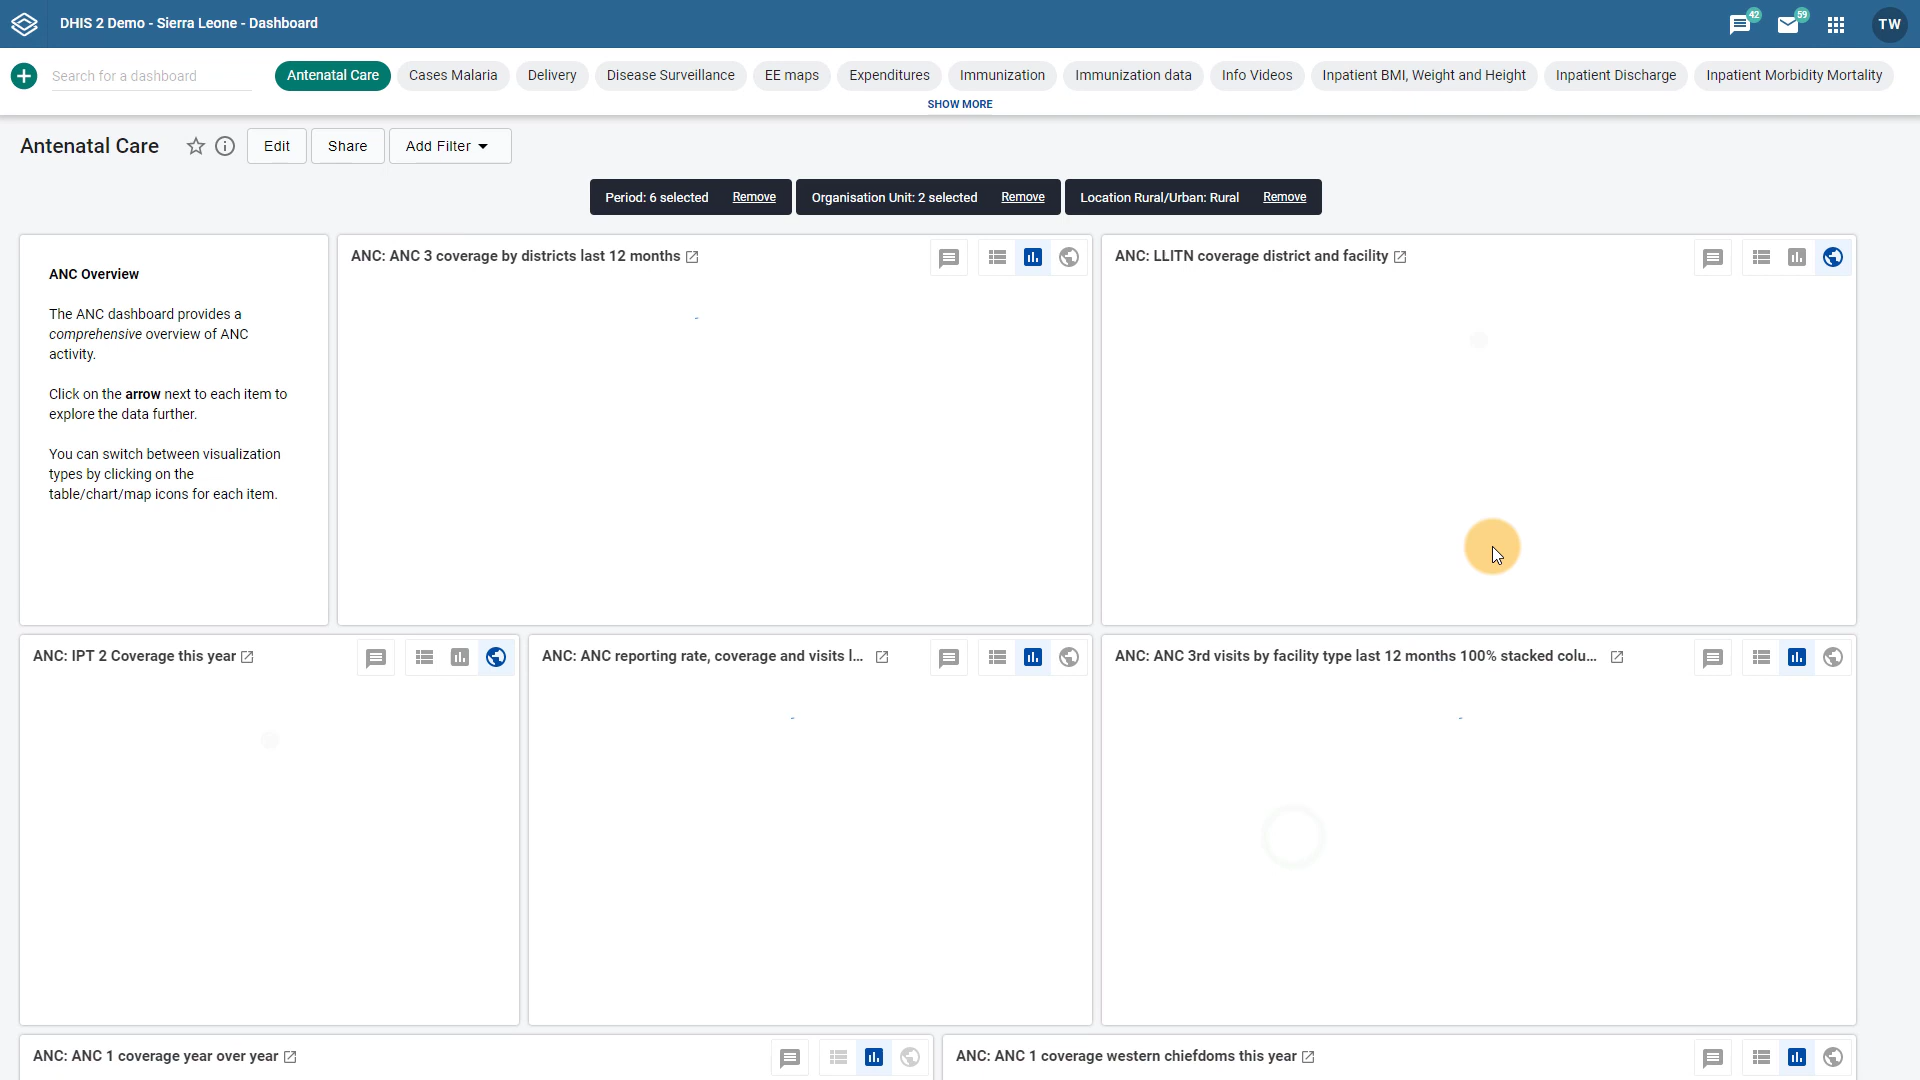 DHIS 2 Demo - Sierra Leone - Dashboard
42
59
TW
Search for a dashboard
Antenatal Care
Cases Malaria
Delivery
Disease Surveillance
EE maps
Expenditures
Immunization
Immunization data
Info Videos
Inpatient BMI, Weight and Height
Inpatient Discharge
Inpatient Morbidity Mortality
SHOW MORE
Antenatal Care
Edit
Share
Add Filter
Period: 6 selected
Remove
Organisation Unit: 2 selected
Remove
Location Rural/Urban: Rural
Remove
ANC Overview
The ANC dashboard provides a
comprehensive overview of ANC
activity.
Click on the arrow next to each item to
explore the data further.
You can switch between visualization
types by clicking on the
table/chart/map icons for each item.
ANC: ANC 3 coverage by districts last 12 months
ANC: LLITN coverage district and facility
ANC: IPT 2 Coverage this year
ANC: ANC reporting rate, coverage and visits l...
ANC: ANC 3rd visits by facility type last 12 months 100% stacked colu...
ANC: ANC 1 coverage year over year
ANC: ANC 1 coverage western chiefdoms this year